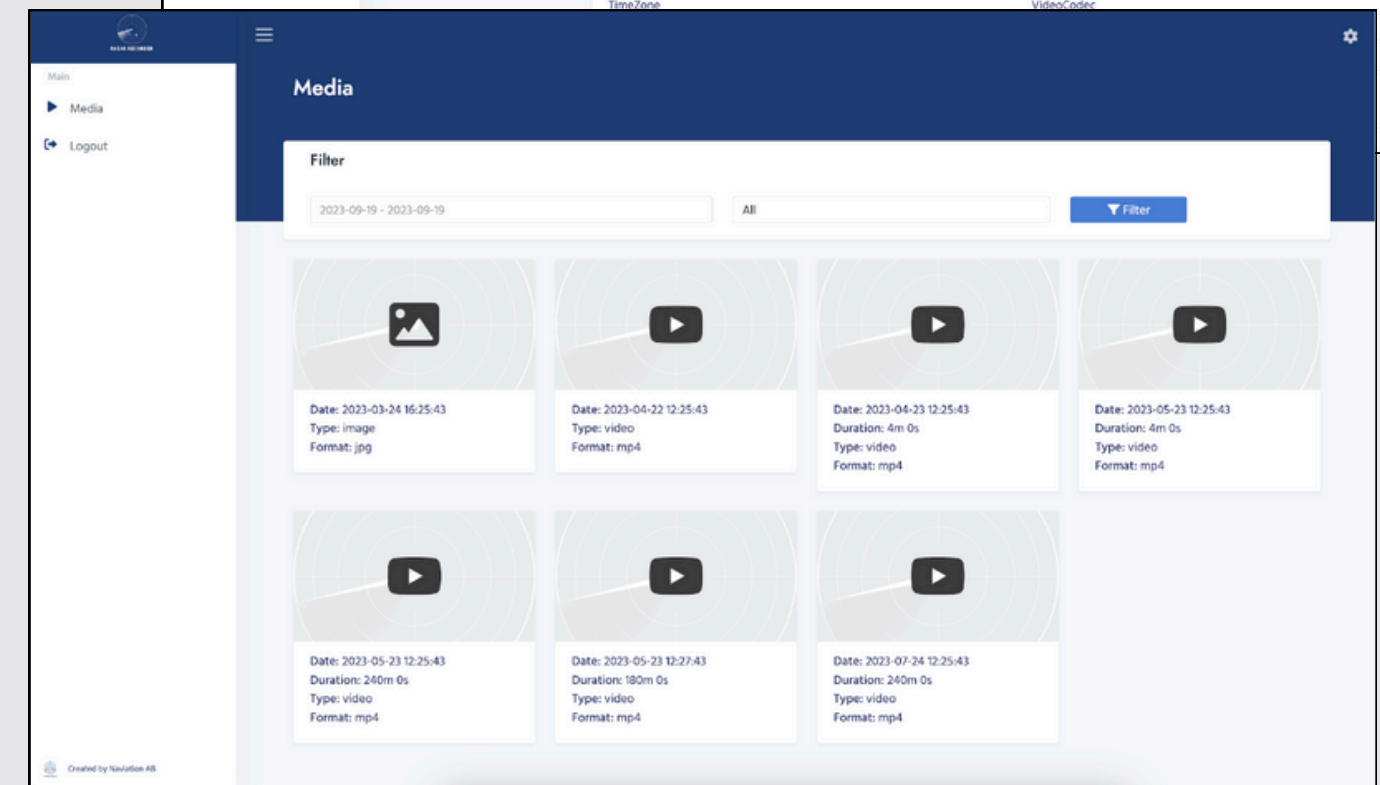 TimeZone
VideoCodec
RADAR RECORDER
Main
Media
Logout
Media
Filter
2023-09-19 - 2023-09-19
All
Filter
Date: 2023-03-24 16:25:43
Type: image
Format: jpg
Date: 2023-04-22 12:25:43
Type: video
Format: mp4
Date: 2023-04-23 12:25:43
Duration: 4m 0s
Type: video
Format: mp4
Date: 2023-05-23 12:25:43
Duration: 4m 0s
Type: video
Format: mp4
Date: 2023-05-23 12:25:43
Duration: 240m 0s
Type: video
Format: mp4
Date: 2023-05-23 12:27:43
Duration: 180m 0s
Type: video
Format: mp4
Date: 2023-07-24 12:25:43
Duration: 240m 0s
Type: video
Format: mp4
Created by Naviation AB